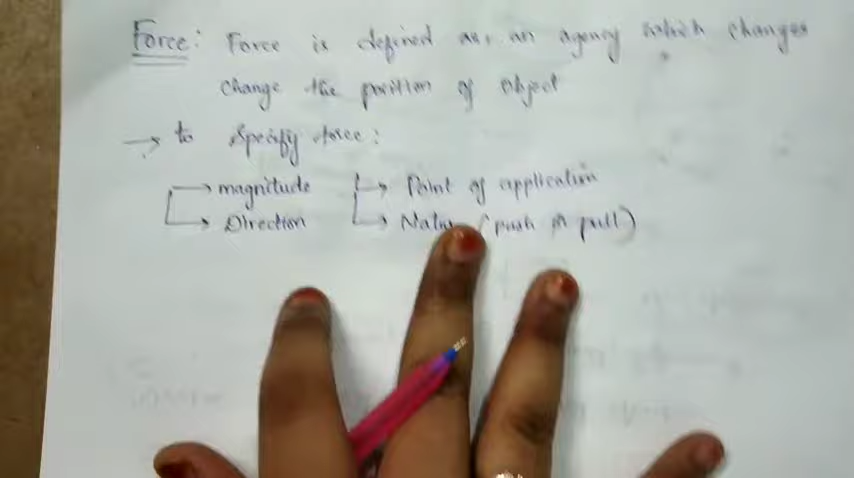 Force: Force is defined as, an agency which changes
change the position of object
→ to specify force:
→ magnitude → Point of application
→ Direction → Nature (push or pull)